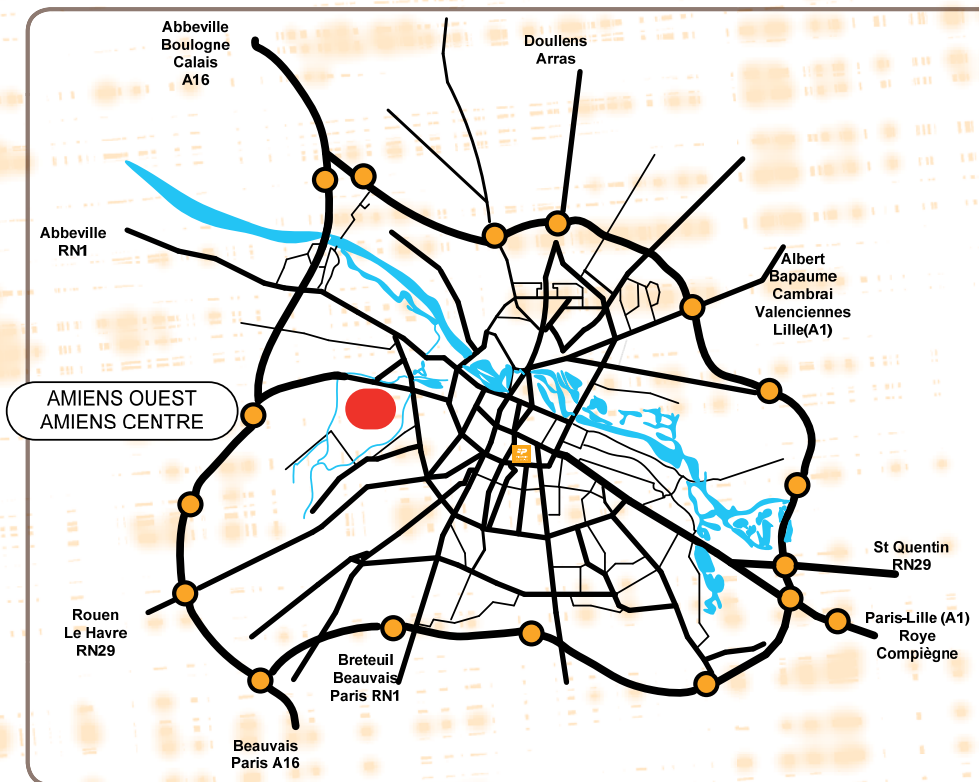 Abbeville
Boulogne
Calais
A16
Doullens
Arras
Abbeville
RN1
Albert
Bapaume
Cambrai
Valenciennes
Lille(A1)
AMIENS OUEST
AMIENS CENTRE
St Quentin
RN29
Rouen
Le Havre
RN29
Paris-Lille (A1)
Roye
Compiègne
Breteuil
Beauvais
Paris RN1
Beauvais
Paris A16